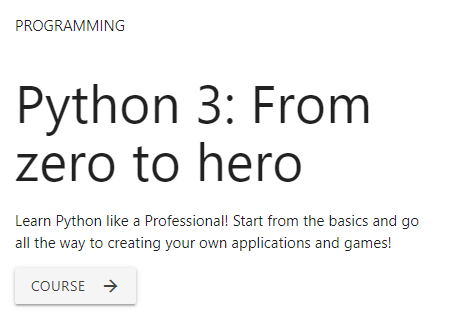 PROGRAMMING
Python 3: From
zero to hero
Learn Python like a Professional! Start from the basics and go
all the way to creating your own applications and games!
COURSE